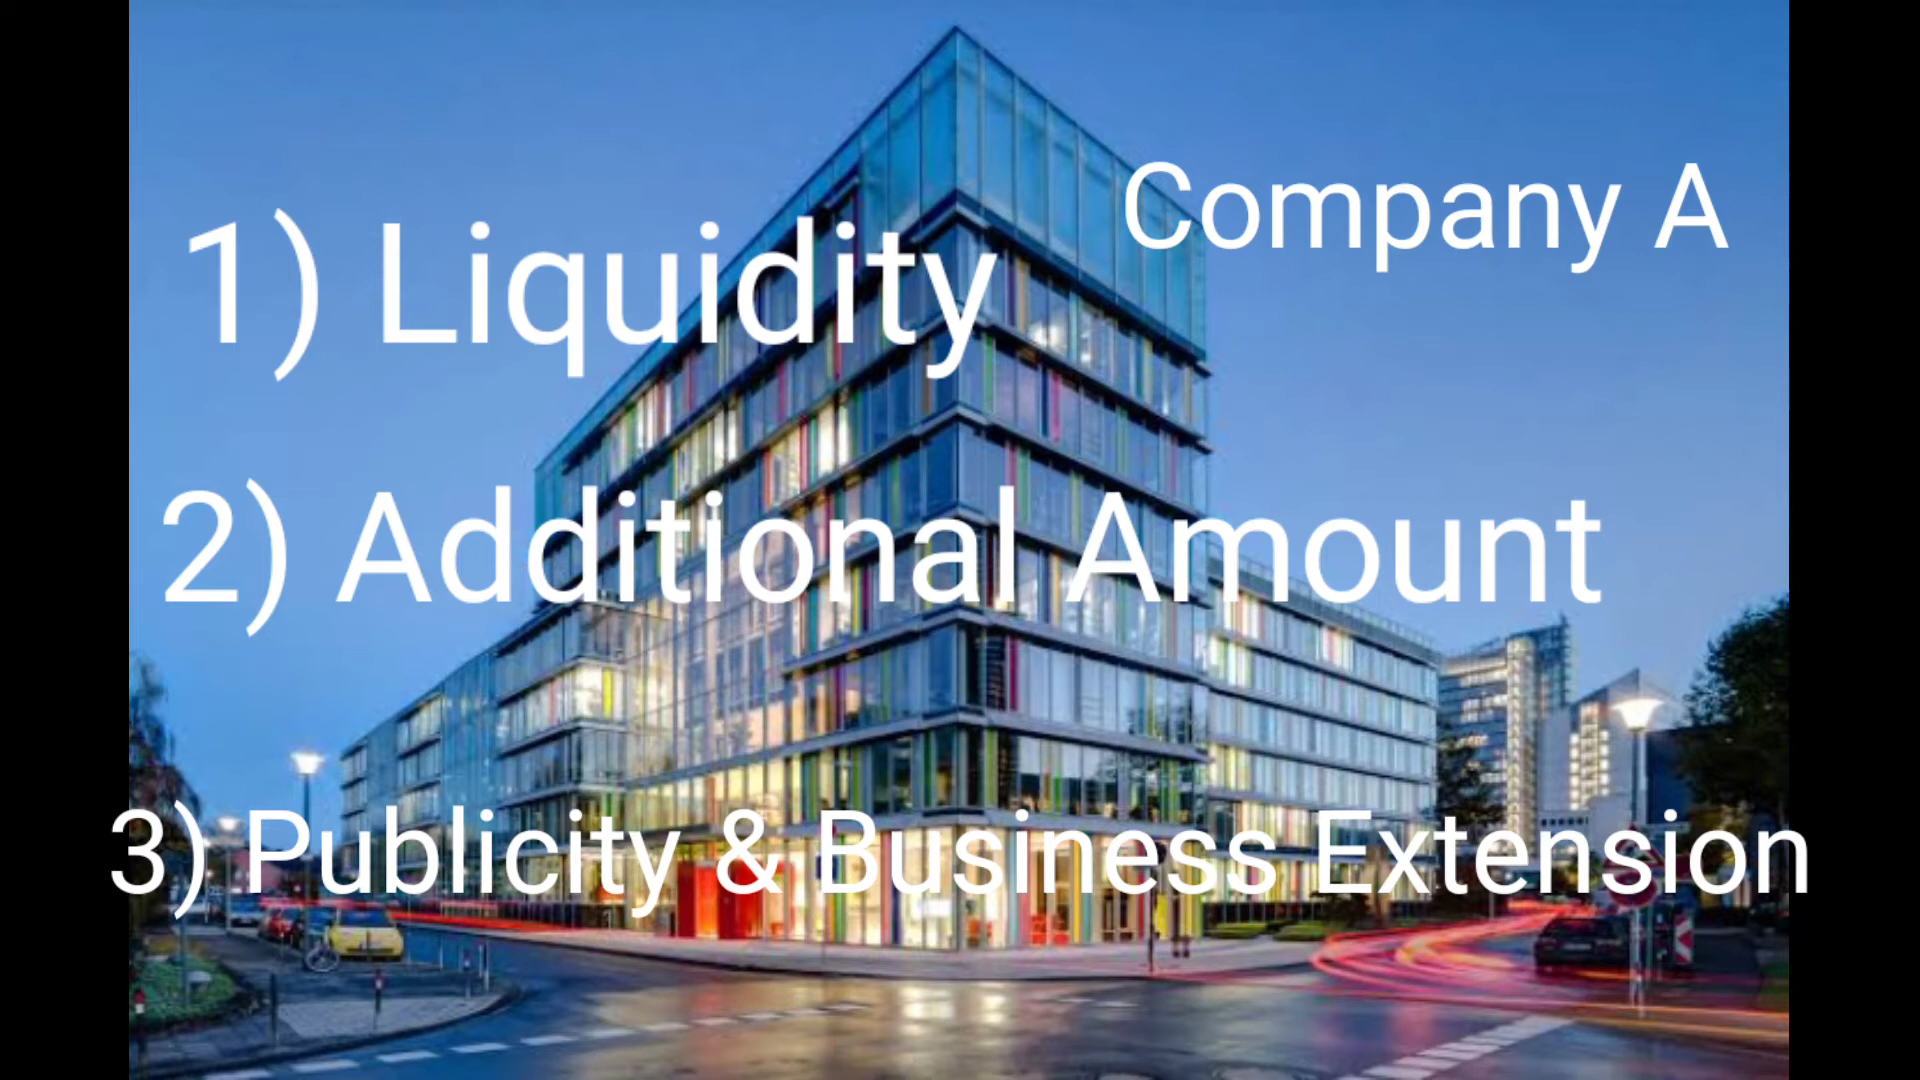 Company A
1) Liquidity
2) Additional Amount
3) Publicity & Business Extension